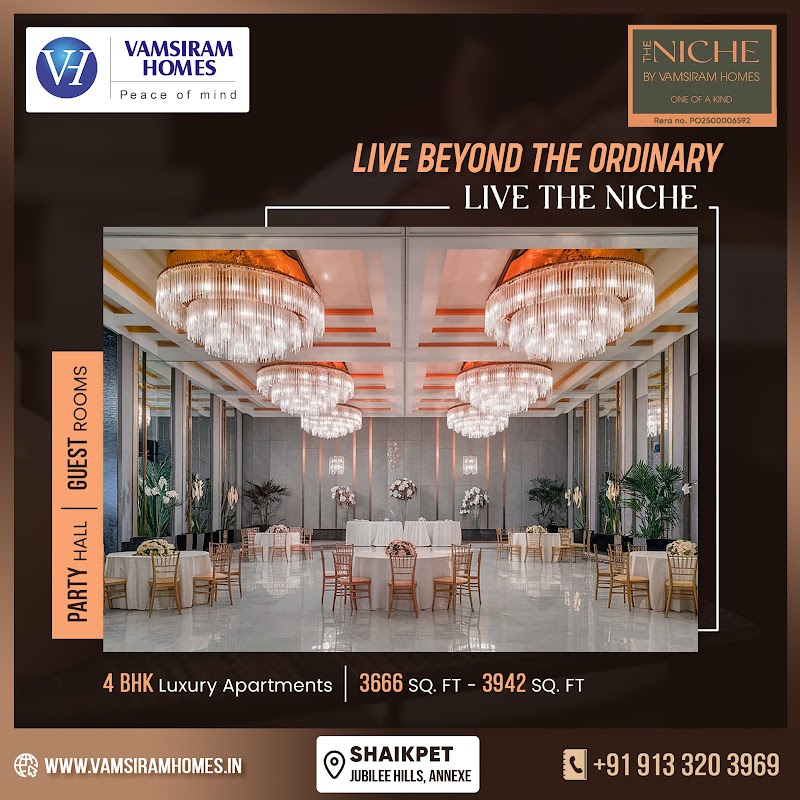 VH
VAMSIRAM
HOMES
Peace of mind
THE NICHE
BY VAMSIRAM HOMES
ONE OF A KIND
Rera no. PO2500006592
LIVE BEYOND THE ORDINARY
LIVE THE NICHE
PARTY HALL | GUEST ROOMS
4 BHK Luxury Apartments | 3666 SQ. FT - 3942 SQ. FT
WWW.VAMSIRAMHOMES.IN
SHAIKPET
JUBILEE HILLS, ANNEXE
+91 913 320 3969